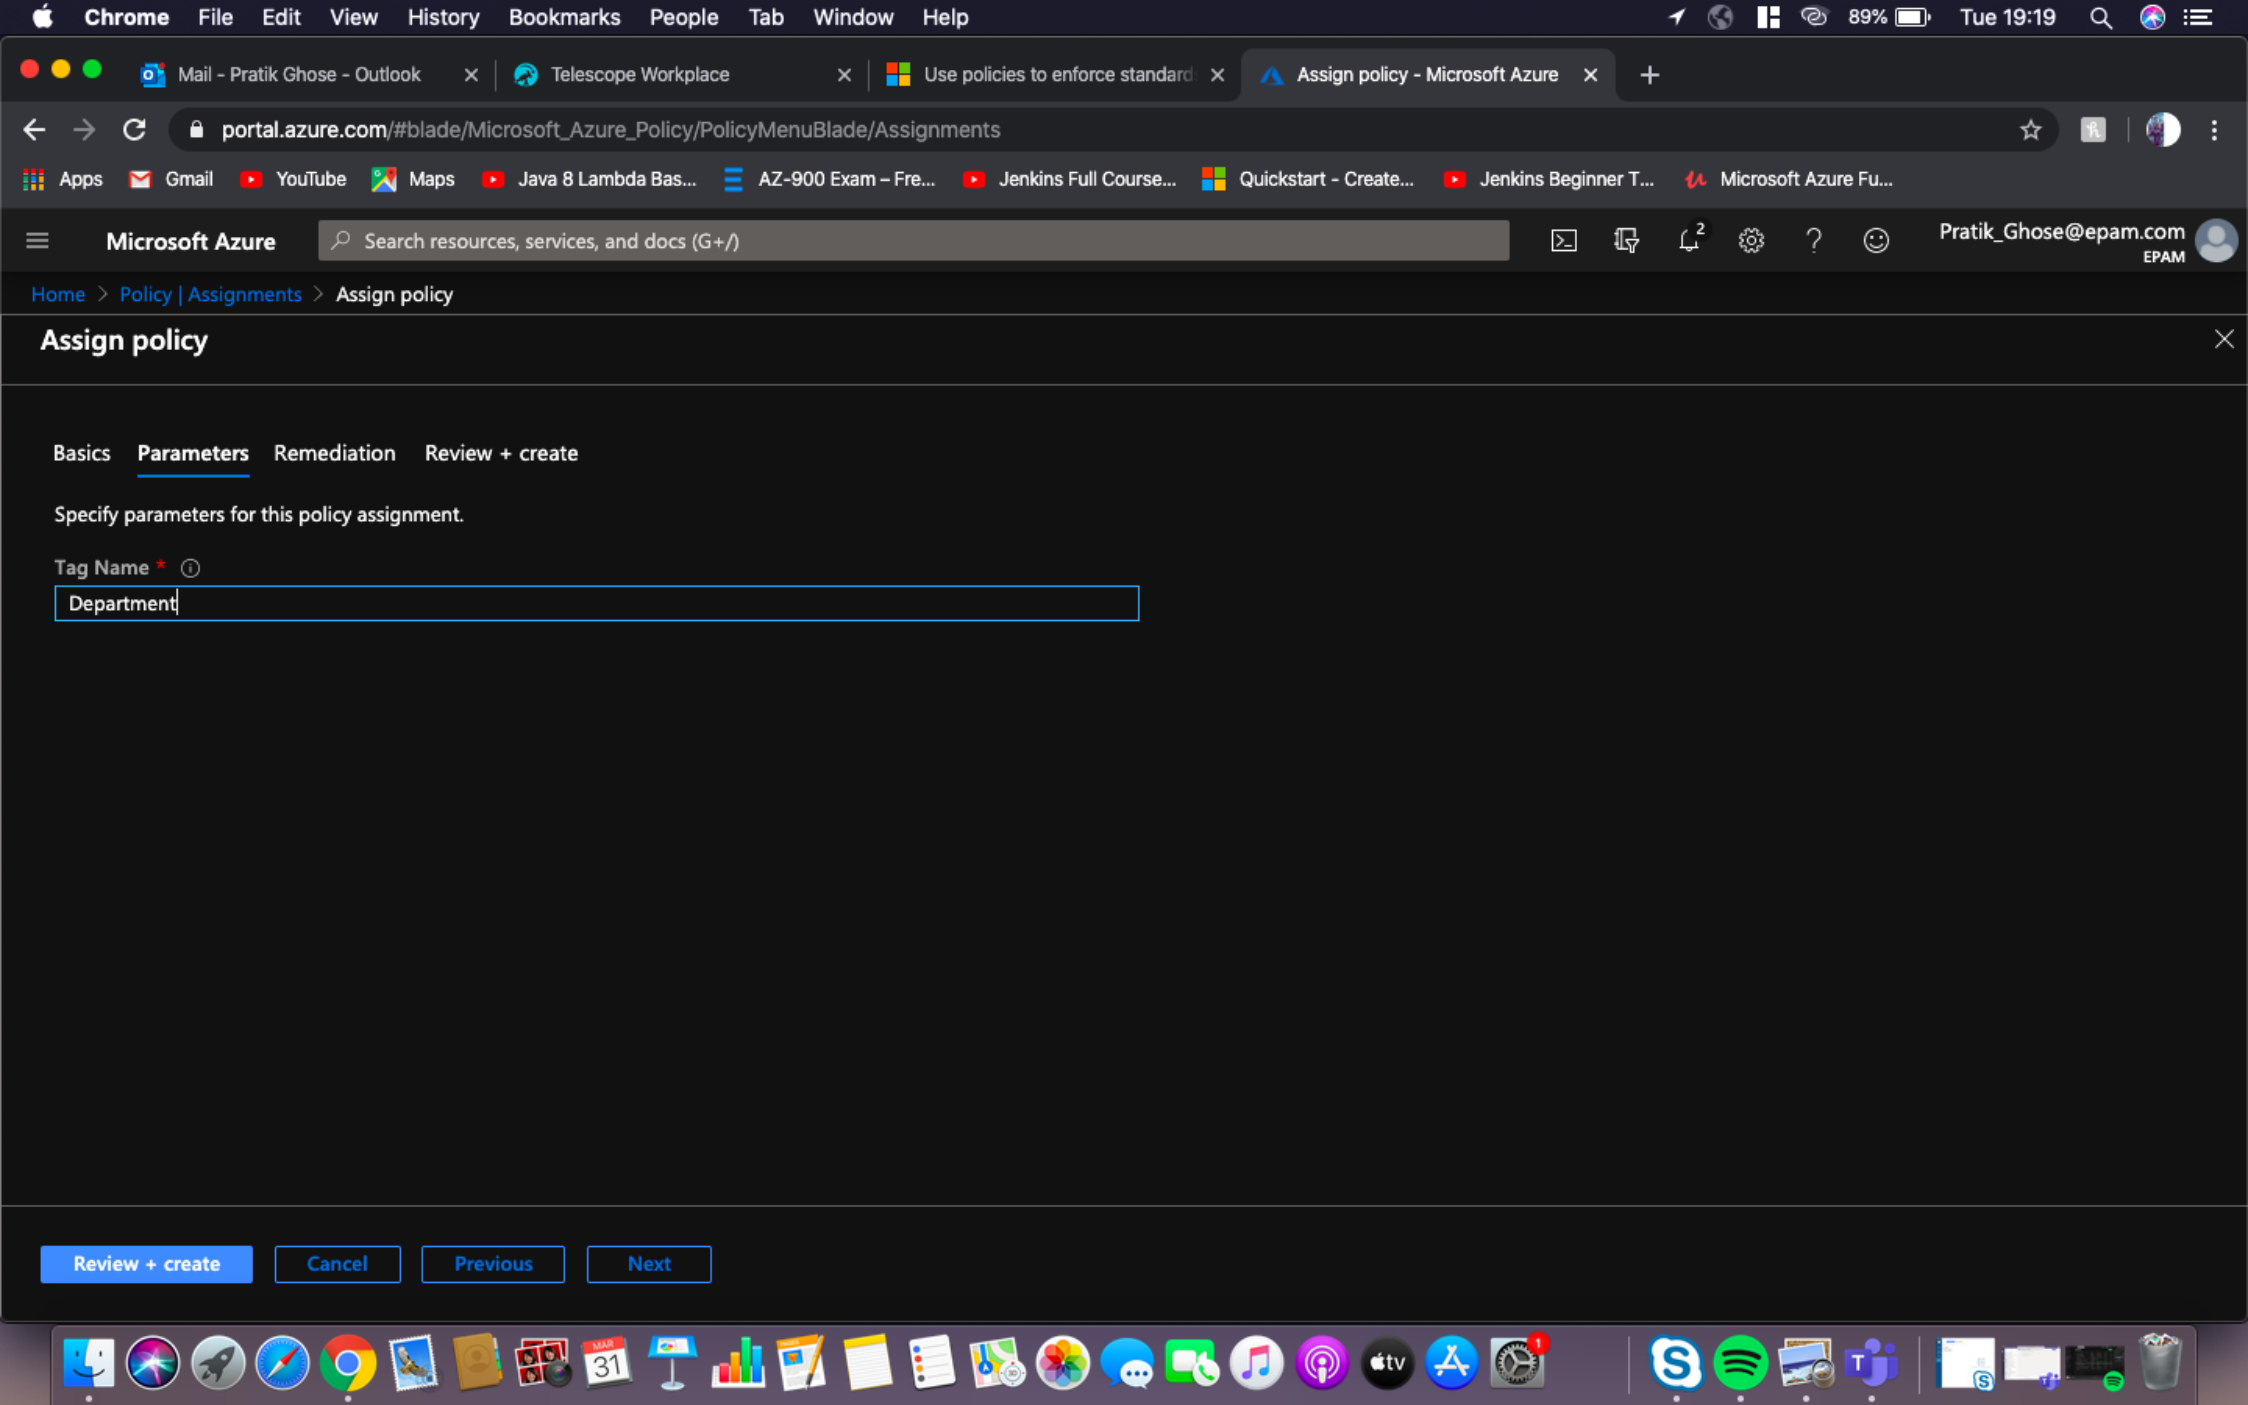 Chrome File Edit View History Bookmarks People Tab Window Help 89% Tue 19:19
Mail - Pratik Ghose - Outlook Telescope Workplace Use policies to enforce standard Assign policy - Microsoft Azure
portal.azure.com/#blade/Microsoft_Azure_Policy/PolicyMenuBlade/Assignments
Apps Gmail YouTube Maps Java 8 Lambda Bas... AZ-900 Exam – Fre... Jenkins Full Course... Quickstart - Create... Jenkins Beginner T... Microsoft Azure Fu...
Microsoft Azure Search resources, services, and docs (G+/) 2 Pratik_Ghose@epam.com
EPAM
Home > Policy | Assignments > Assign policy
Assign policy
Basics Parameters Remediation Review + create
Specify parameters for this policy assignment.
Tag Name *
Department
Review + create Cancel Previous Next
MAR
31
tv
1